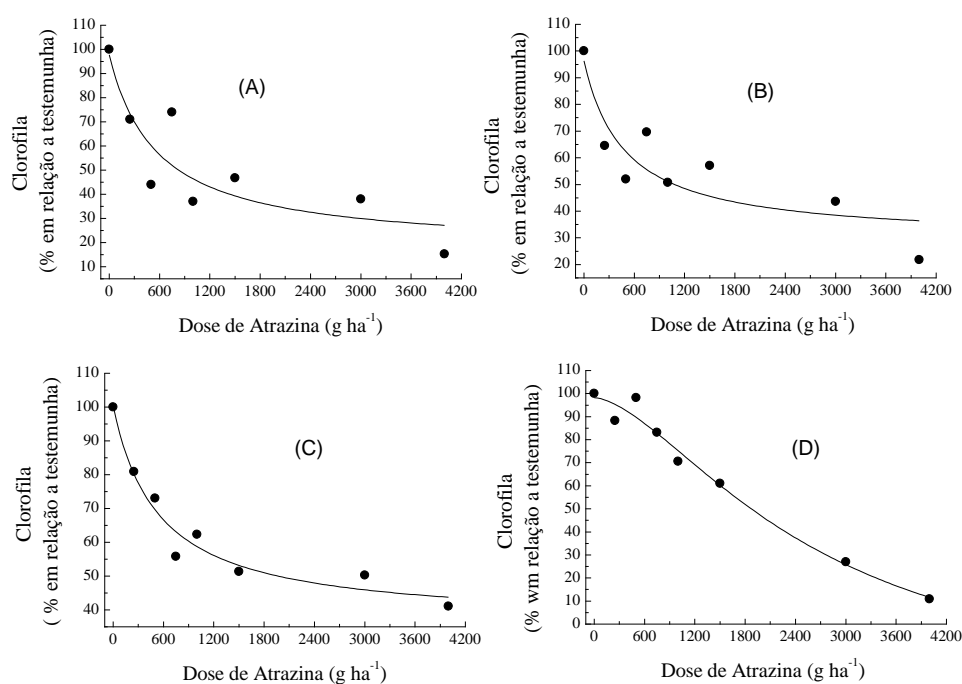 110
100
90
80
70
60
50
40
30
20
10
Clorofila
(% em relação a testemunha)
(A)
0 600 1200 1800 2400 3000 3600 4200
Dose de Atrazina (g ha-1)
110
100
90
80
70
60
50
40
30
20
Clorofila
(% em relação a testemunha)
(B)
0 600 1200 1800 2400 3000 3600 4200
Dose de Atrazina (g ha-1)
110
100
90
80
70
60
50
40
Clorofila
( % em relação a testemunha)
(C)
0 600 1200 1800 2400 3000 3600 4200
Dose de Atrazina (g ha-1)
110
100
90
80
70
60
50
40
30
20
10
0
Clorofila
(% wm relação a testemunha)
(D)
0 600 1200 1800 2400 3000 3600 4200
Dose de Atrazina (g ha-1)